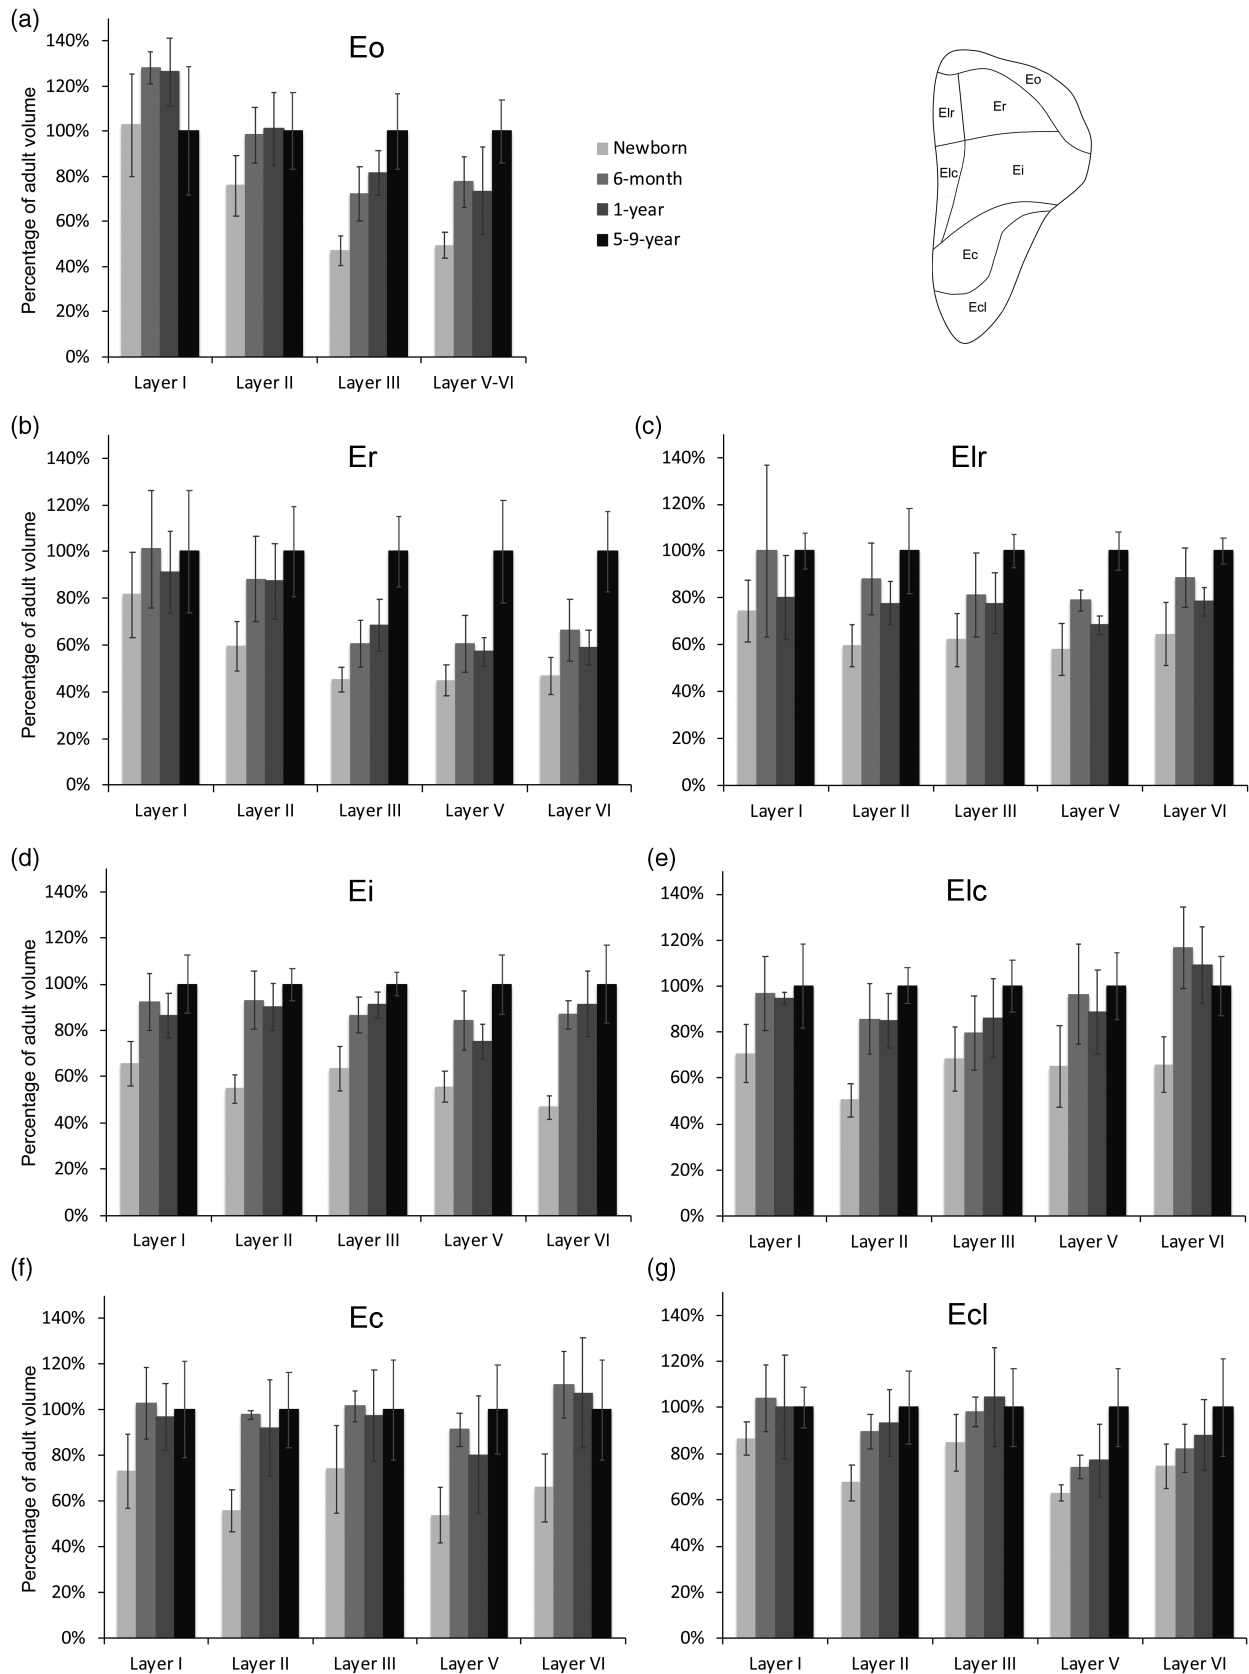 (a)
Eo
Percentage of adult volume
140%
120%
100%
80%
60%
40%
20%
0%
Layer I
Layer II
Layer III
Layer V-VI
Newborn
6-month
1-year
5-9-year
Eo
Er
Elr
Elc
Ei
Ec
Ecl
(b)
Er
Percentage of adult volume
140%
120%
100%
80%
60%
40%
20%
0%
Layer I
Layer II
Layer III
Layer V
Layer VI
(c)
Elr
140%
120%
100%
80%
60%
40%
20%
0%
Layer I
Layer II
Layer III
Layer V
Layer VI
(d)
Ei
Percentage of adult volume
140%
120%
100%
80%
60%
40%
20%
0%
Layer I
Layer II
Layer III
Layer V
Layer VI
(e)
Elc
140%
120%
100%
80%
60%
40%
20%
0%
Layer I
Layer II
Layer III
Layer V
Layer VI
(f)
Ec
Percentage of adult volume
140%
120%
100%
80%
60%
40%
20%
0%
Layer I
Layer II
Layer III
Layer V
Layer VI
(g)
Ecl
140%
120%
100%
80%
60%
40%
20%
0%
Layer I
Layer II
Layer III
Layer V
Layer VI